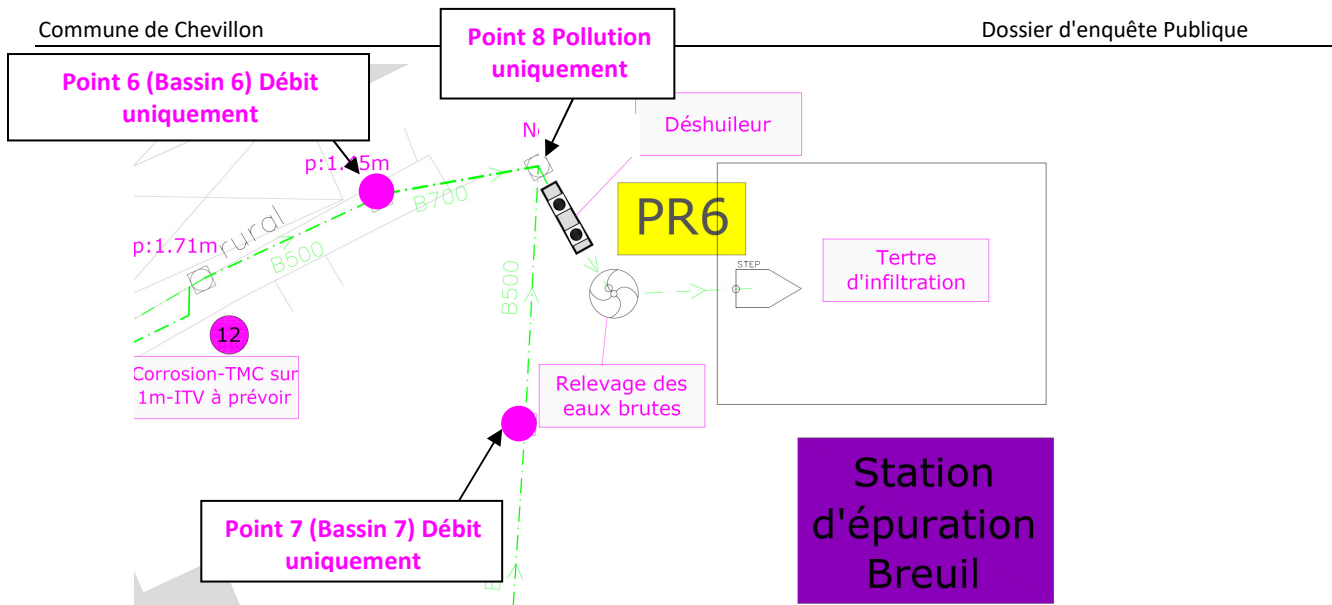 Commune de Chevillon
Dossier d'enquête Publique
Point 8 Pollution
uniquement
Point 6 (Bassin 6) Débit
uniquement
Déshuileur
B700
PR6
rural
p:1.71m
B500
STEP
Tertre
d'infiltration
B500
12
Corrosion-TMC sur
1m-ITV à prévoir
Relevage des
eaux brutes
Point 7 (Bassin 7) Débit
uniquement
Station
d'épuration
Breuil